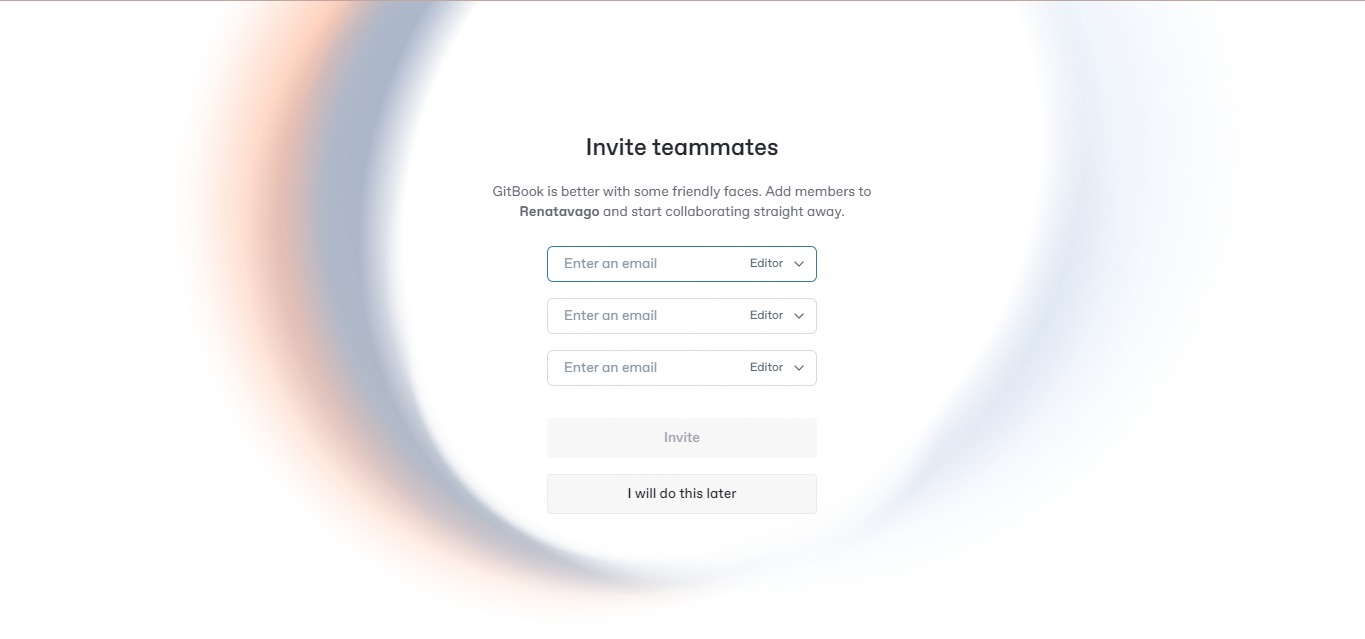 Invite teammates
GitBook is better with some friendly faces. Add members to
Renatavago and start collaborating straight away.
Enter an email Editor
Enter an email Editor
Enter an email Editor
Invite
I will do this later